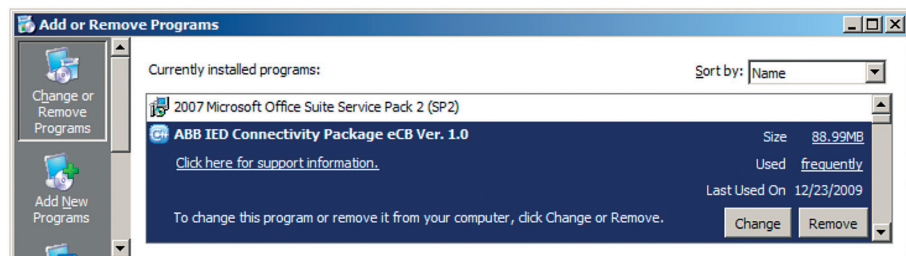 Add or Remove Programs
Change or
Remove
Programs
Add New
Programs
Currently installed programs:
Sort by: Name
2007 Microsoft Office Suite Service Pack 2 (SP2)
ABB IED Connectivity Package eCB Ver. 1.0
Size 88.99MB
Click here for support information.
Used frequently
Last Used On 12/23/2009
To change this program or remove it from your computer, click Change or Remove.
Change Remove